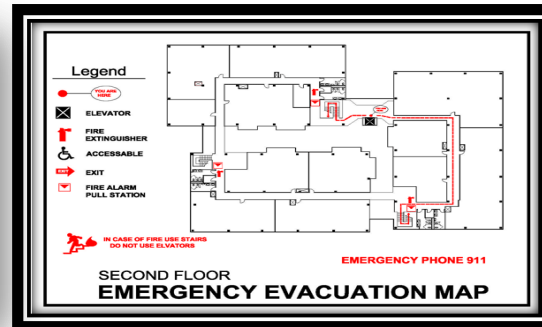 Legend
YOU ARE
HERE
ELEVATOR
FIRE
EXTINGUISHER
ACCESSABLE
EXIT
EXIT
FIRE ALARM
PULL STATION
IN CASE OF FIRE USE STAIRS
DO NOT USE ELVATORS
EMERGENCY PHONE 911
SECOND FLOOR
EMERGENCY EVACUATION MAP